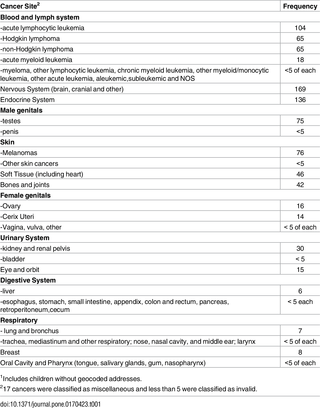 Cancer Site2 Frequency
Blood and lymph system
-acute lymphocytic leukemia 104
-Hodgkin lymphoma 65
-non-Hodgkin lymphoma 65
-acute myeloid leukemia 18
-myeloma, other lymphocytic leukemia, chronic myeloid leukemia, other myeloid/monocytic <5 of each
leukemia, other acute leukemia, aleukemic,subleukemic and NOS
Nervous System (brain, cranial and other) 169
Endocrine System 136
Male genitals
-testes 75
-penis <5
Skin
-Melanomas 76
-Other skin cancers <5
Soft Tissue (including heart) 46
Bones and joints 42
Female genitals
-Ovary 16
-Cerix Uteri 14
-Vagina, vulva, other < 5 of each
Urinary System
-kidney and renal pelvis 30
-bladder < 5
Eye and orbit 15
Digestive System
-liver 6
-esophagus, stomach, small intestine, appendix, colon and rectum, pancreas, < 5 each
retroperitoneum,cecum
Respiratory
- lung and bronchus 7
-trachea, mediastinum and other respiratory; nose, nasal cavity, and middle ear; larynx < 5 of each
Breast 8
Oral Cavity and Pharynx (tongue, salivary glands, gum, nasopharynx) <5 of each
1Includes children without geocoded addresses.
217 cancers were classified as miscellaneous and less than 5 were classified as invalid.
doi:10.1371/journal.pone.0170423.t001